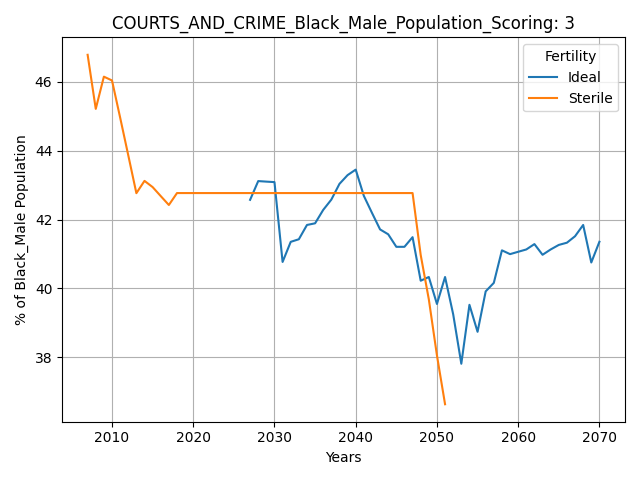 COURTS_AND_CRIME_Black_Male_Population_Scoring: 3
Fertility
Ideal
Sterile
% of Black_Male Population
46
44
42
40
38
2010
2020
2030
2040
2050
2060
2070
Years